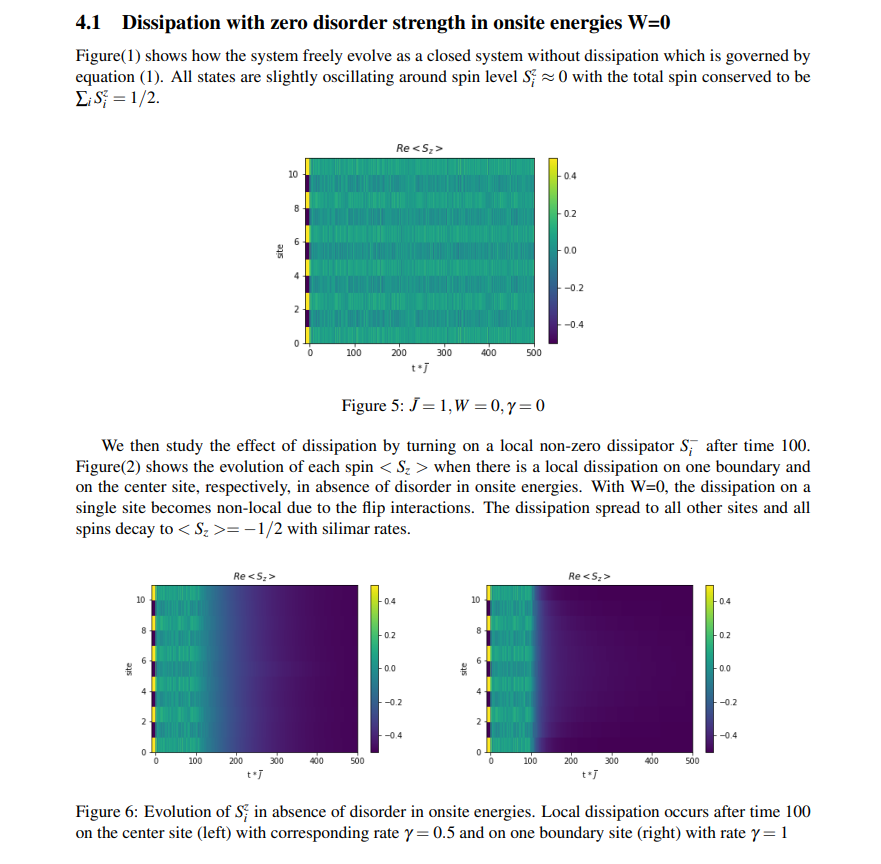 4.1 Dissipation with zero disorder strength in onsite energies W=0
Figure(1) shows how the system freely evolve as a closed system without dissipation which is governed by
equation (1). All states are slightly oscillating around spin level Sᵢᶻ ≈ 0 with the total spin conserved to be
∑ᵢSᵢᶻ = 1/2.
Re < S_z >
10
8
6
4
2
0
site
0 100 200 300 400 500
t * J̄
0.4
0.2
0.0
−0.2
−0.4
Figure 5: J̄ = 1, W = 0, γ = 0
We then study the effect of dissipation by turning on a local non-zero dissipator Sᵢ⁻ after time 100.
Figure(2) shows the evolution of each spin < S_z > when there is a local dissipation on one boundary and
on the center site, respectively, in absence of disorder in onsite energies. With W=0, the dissipation on a
single site becomes non-local due to the flip interactions. The dissipation spread to all other sites and all
spins decay to < S_z >= −1/2 with silimar rates.
Re < S_z >
10
8
6
4
2
0
site
0 100 200 300 400 500
t * J̄
0.4
0.2
0.0
−0.2
−0.4
Re < S_z >
10
8
6
4
2
0
site
0 100 200 300 400 500
t * J̄
0.4
0.2
0.0
−0.2
−0.4
Figure 6: Evolution of Sᵢᶻ in absence of disorder in onsite energies. Local dissipation occurs after time 100
on the center site (left) with corresponding rate γ = 0.5 and on one boundary site (right) with rate γ = 1